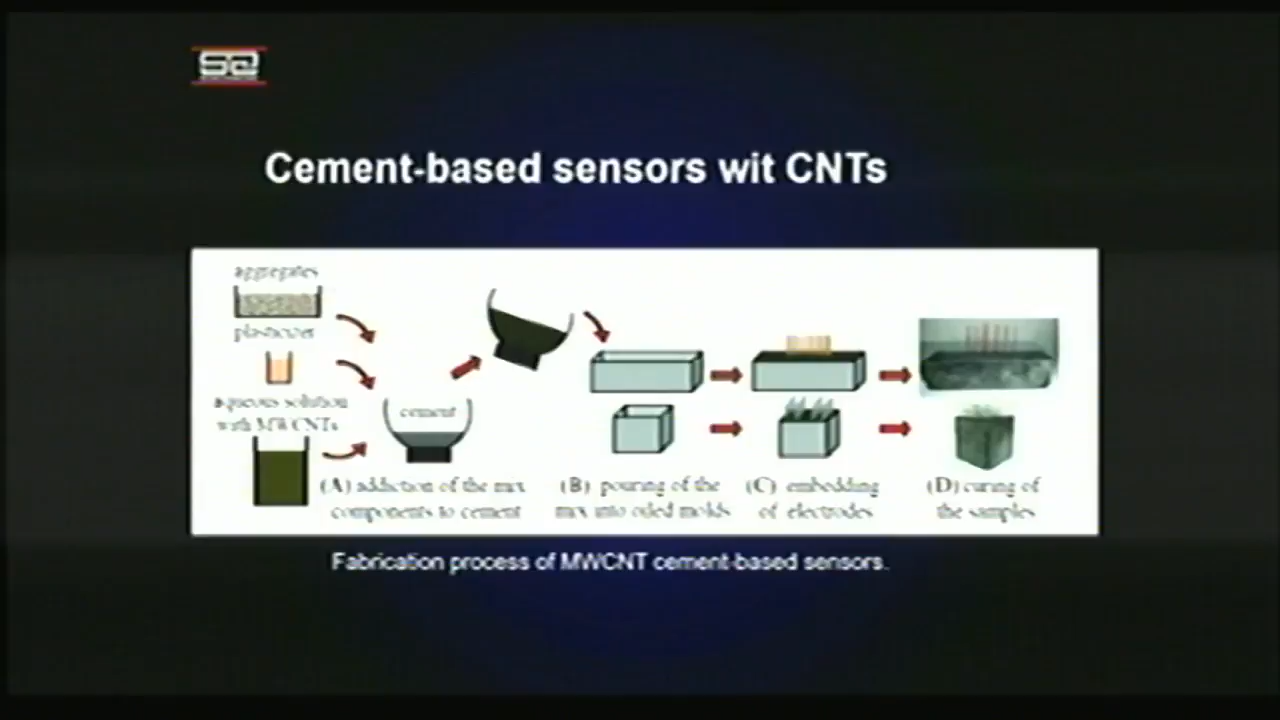 Cement-based sensors wit CNTs
aggregates
plasticizer
aqueous solution
with MWCNTs
cement
(A) addiction of the mix
components to cement
(B) pouring of the
mix into oiled molds
(C) embedding
of electrodes
(D) curing of
the samples
Fabrication process of MWCNT cement-based sensors.